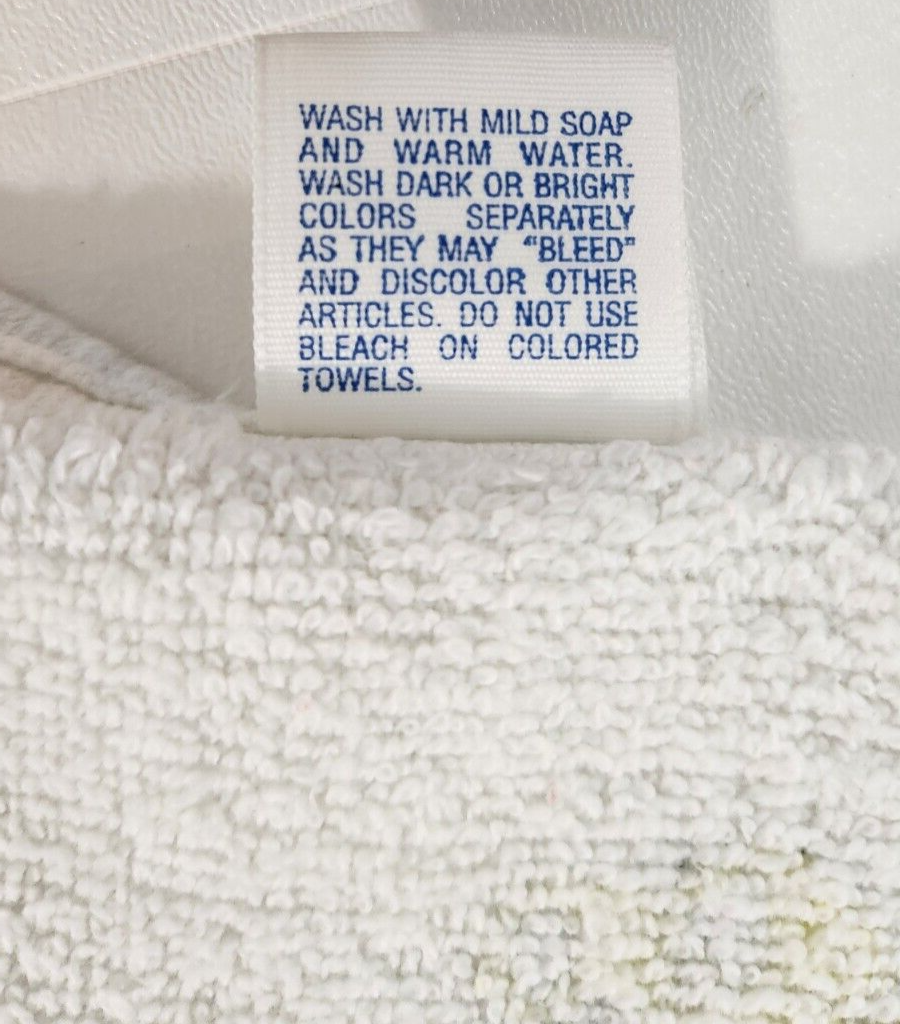 WASH WITH MILD SOAP
AND WARM WATER.
WASH DARK OR BRIGHT
COLORS SEPARATELY
AS THEY MAY “BLEED”
AND DISCOLOR OTHER
ARTICLES. DO NOT USE
BLEACH ON COLORED
TOWELS.